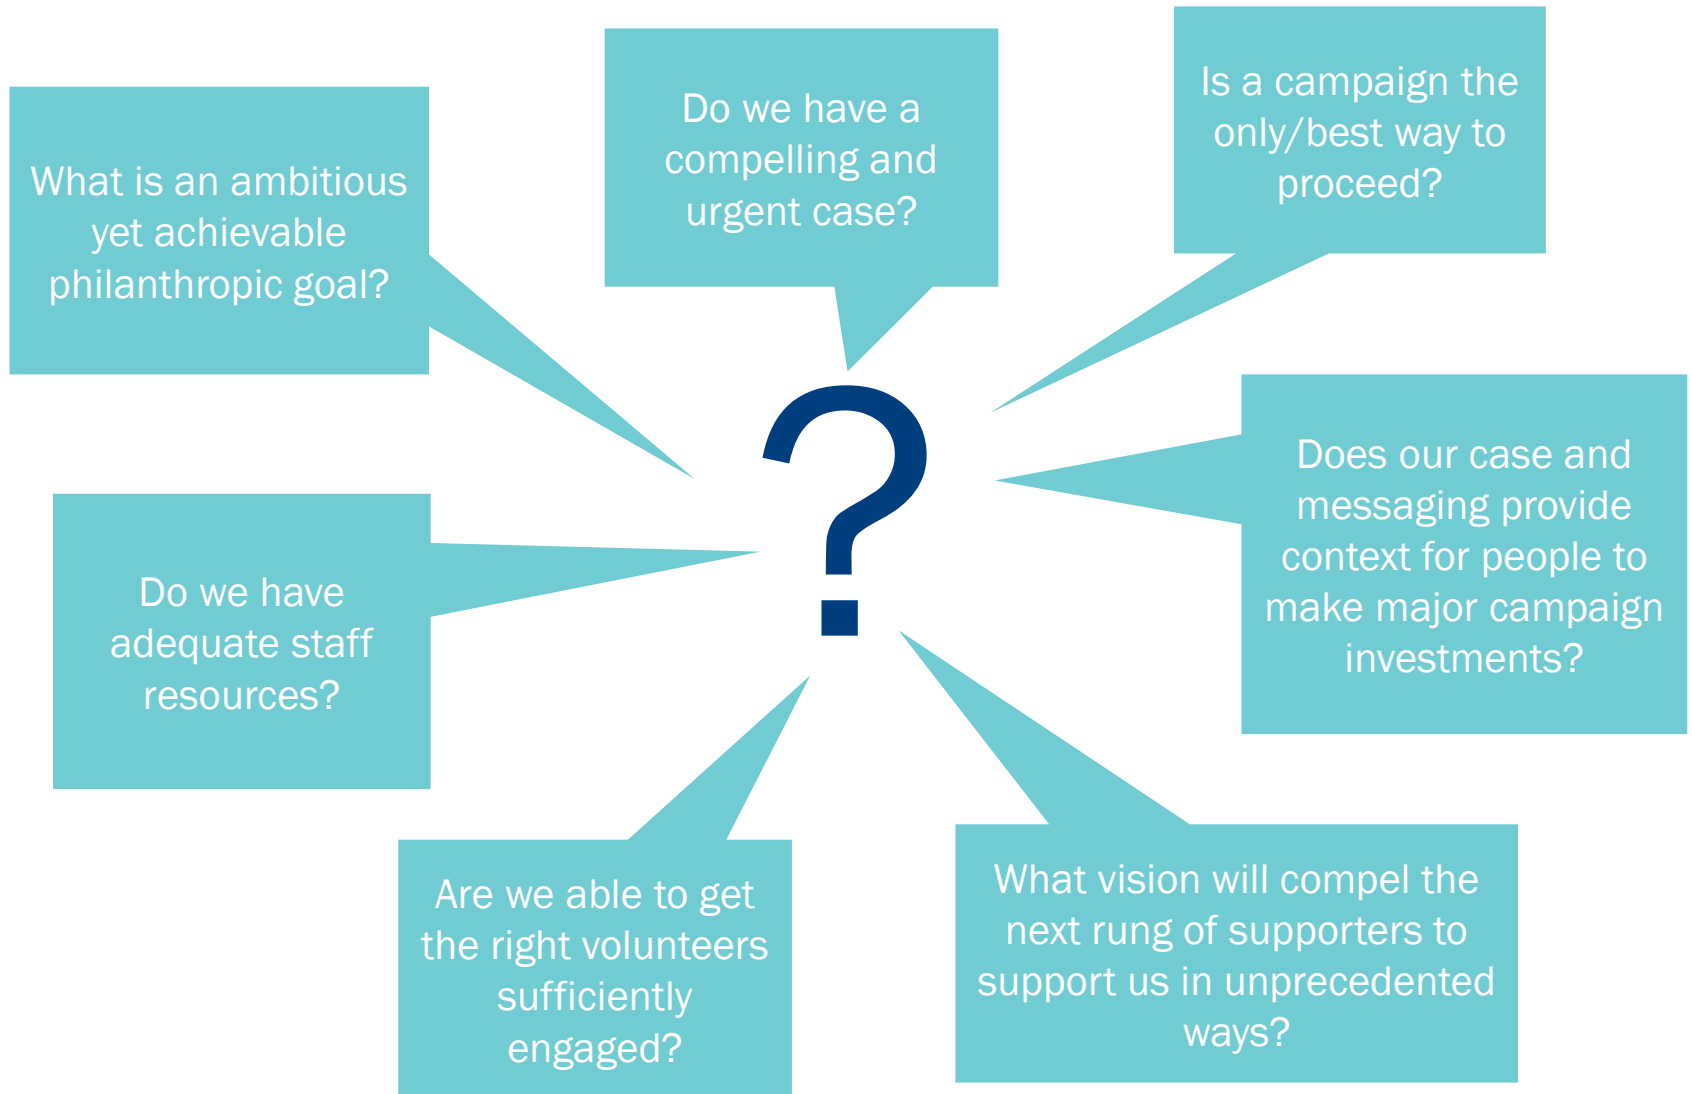 What is an ambitious
yet achievable
philanthropic goal?
Do we have a
compelling and
urgent case?
Is a campaign the
only/best way to
proceed?
Does our case and
messaging provide
context for people to
make major campaign
investments?
?
Do we have
adequate staff
resources?
Are we able to get
the right volunteers
sufficiently
engaged?
What vision will compel the
next rung of supporters to
support us in unprecedented
ways?